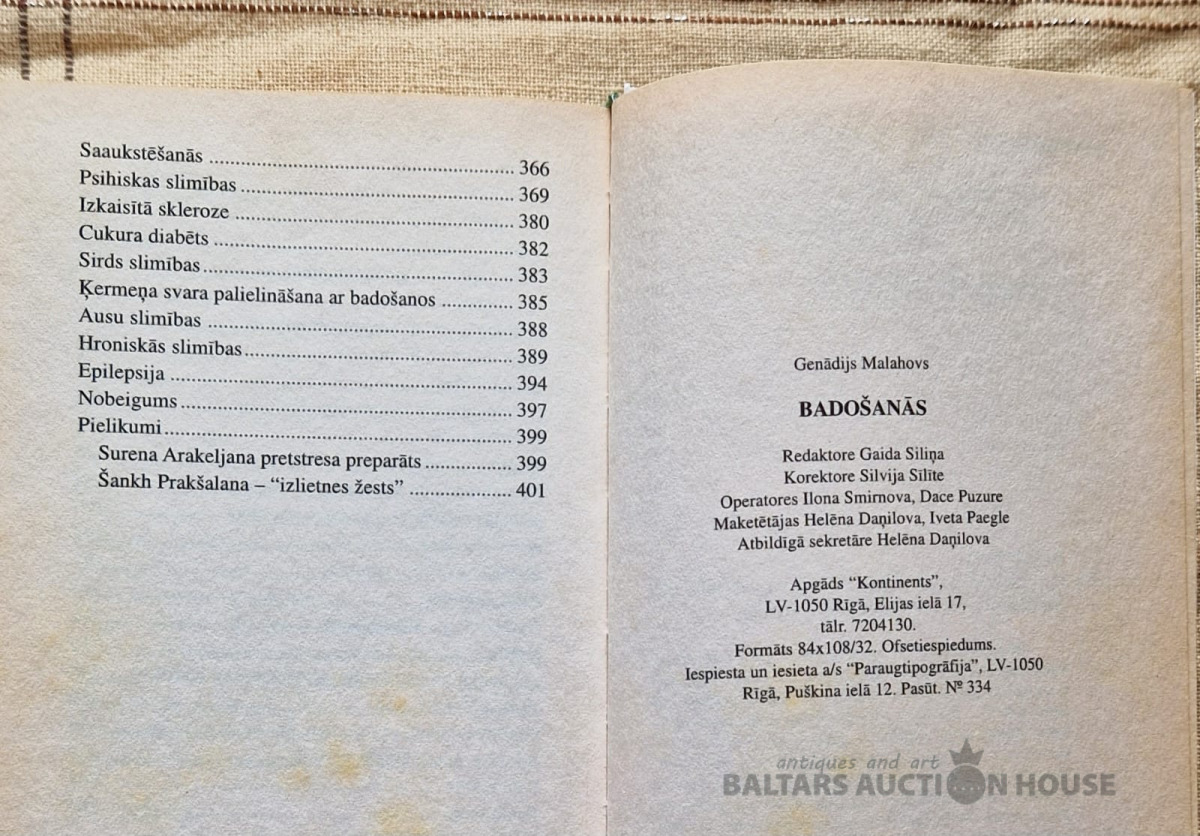 Saaukstēšanās ........ 366
Psihiskas slimības ........ 369
Izkaisītā skleroze ........ 380
Cukura diabēts ........ 382
Sirds slimības ........ 383
Ķermeņa svara palielināšana ar badošanos ........ 385
Ausu slimības ........ 388
Hroniskās slimības ........ 389
Epilepsija ........ 394
Nobeigums ........ 397
Pielikumi ........ 399
Surena Arakeljana pretstresa preparāts ........ 399
Šankh Prakšalana – “izlietnes žests” ........ 401
Genādijs Malahovs
BADOŠANĀS
Redaktore Gaida Siliņa
Korektore Silvija Sīlīte
Operatores Ilona Smirnova, Dace Puzure
Maketētājas Helēna Daņilova, Iveta Paegle
Atbildīgā sekretāre Helēna Daņilova
Apgāds “Kontinents”,
LV-1050 Rīgā, Elijas ielā 17,
tālr. 7204130.
Formāts 84x108/32. Ofsetiespiedums.
Iespiesta un iesieta a/s “Paraugtipogrāfija”, LV-1050
Rīgā, Puškina ielā 12. Pasūt. № 334
antiques and art
BALTARS AUCTION HOUSE